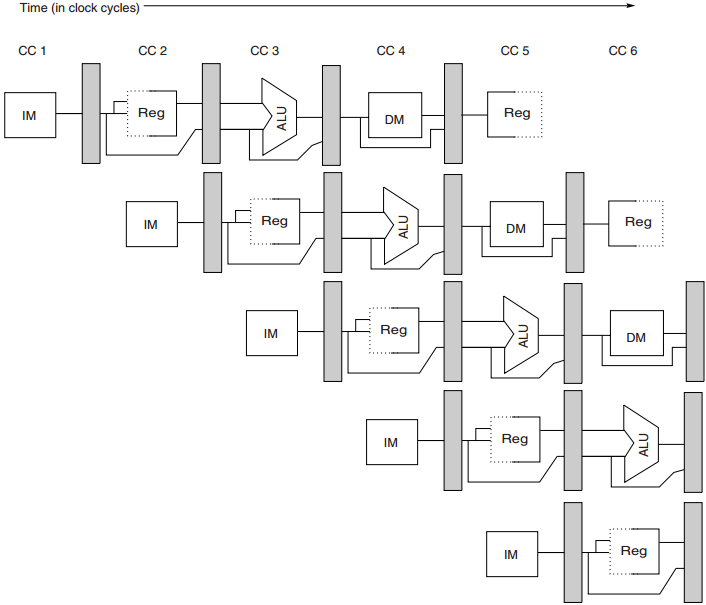 Time (in clock cycles)
CC 1 CC 2 CC 3 CC 4 CC 5 CC 6
IM Reg ALU DM Reg
IM Reg ALU DM Reg
IM Reg ALU DM
IM Reg ALU
IM Reg